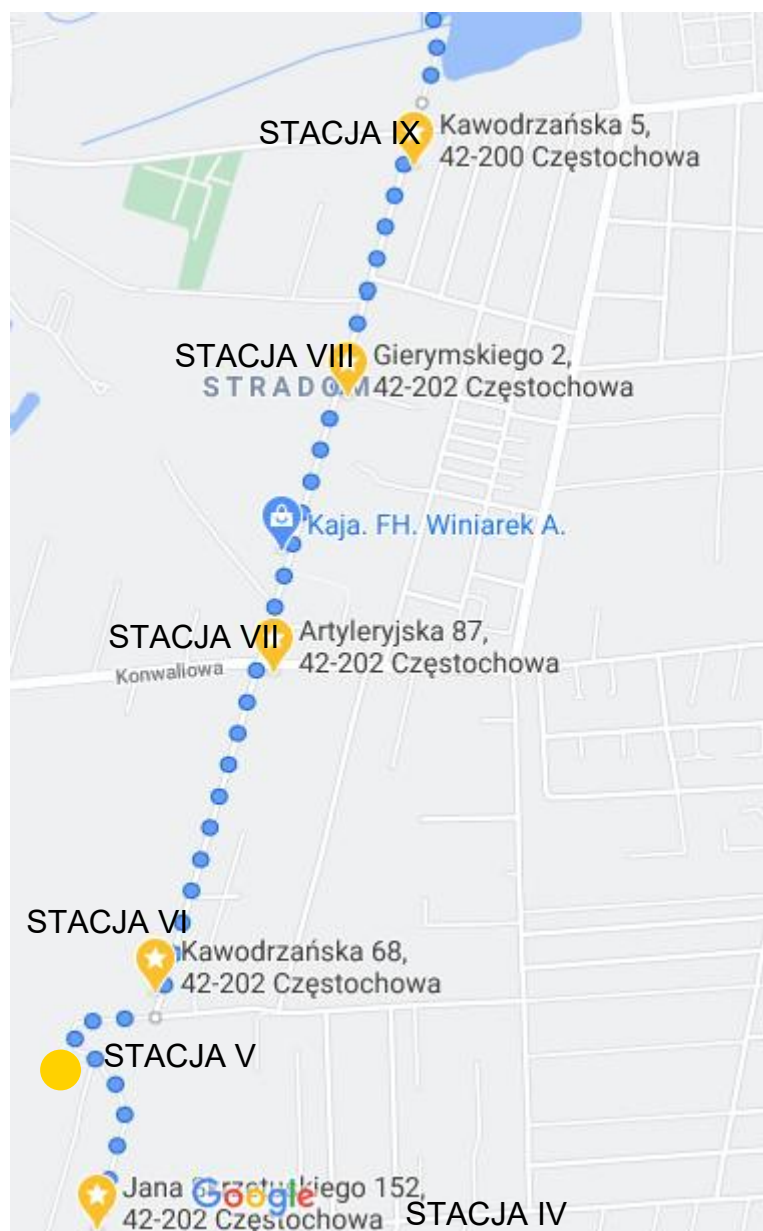 STACJA IX
Kawodrzańska 5,
42-200 Częstochowa
STACJA VIII
Gierymskiego 2,
STRADOM
42-202 Częstochowa
Kaja. FH. Winiarek A.
STACJA VII
Artyleryjska 87,
42-202 Częstochowa
Konwaliowa
STACJA VI
Kawodrzańska 68,
42-202 Częstochowa
STACJA V
Jana 152,
Google
42-202 Częstochowa
STACJA IV